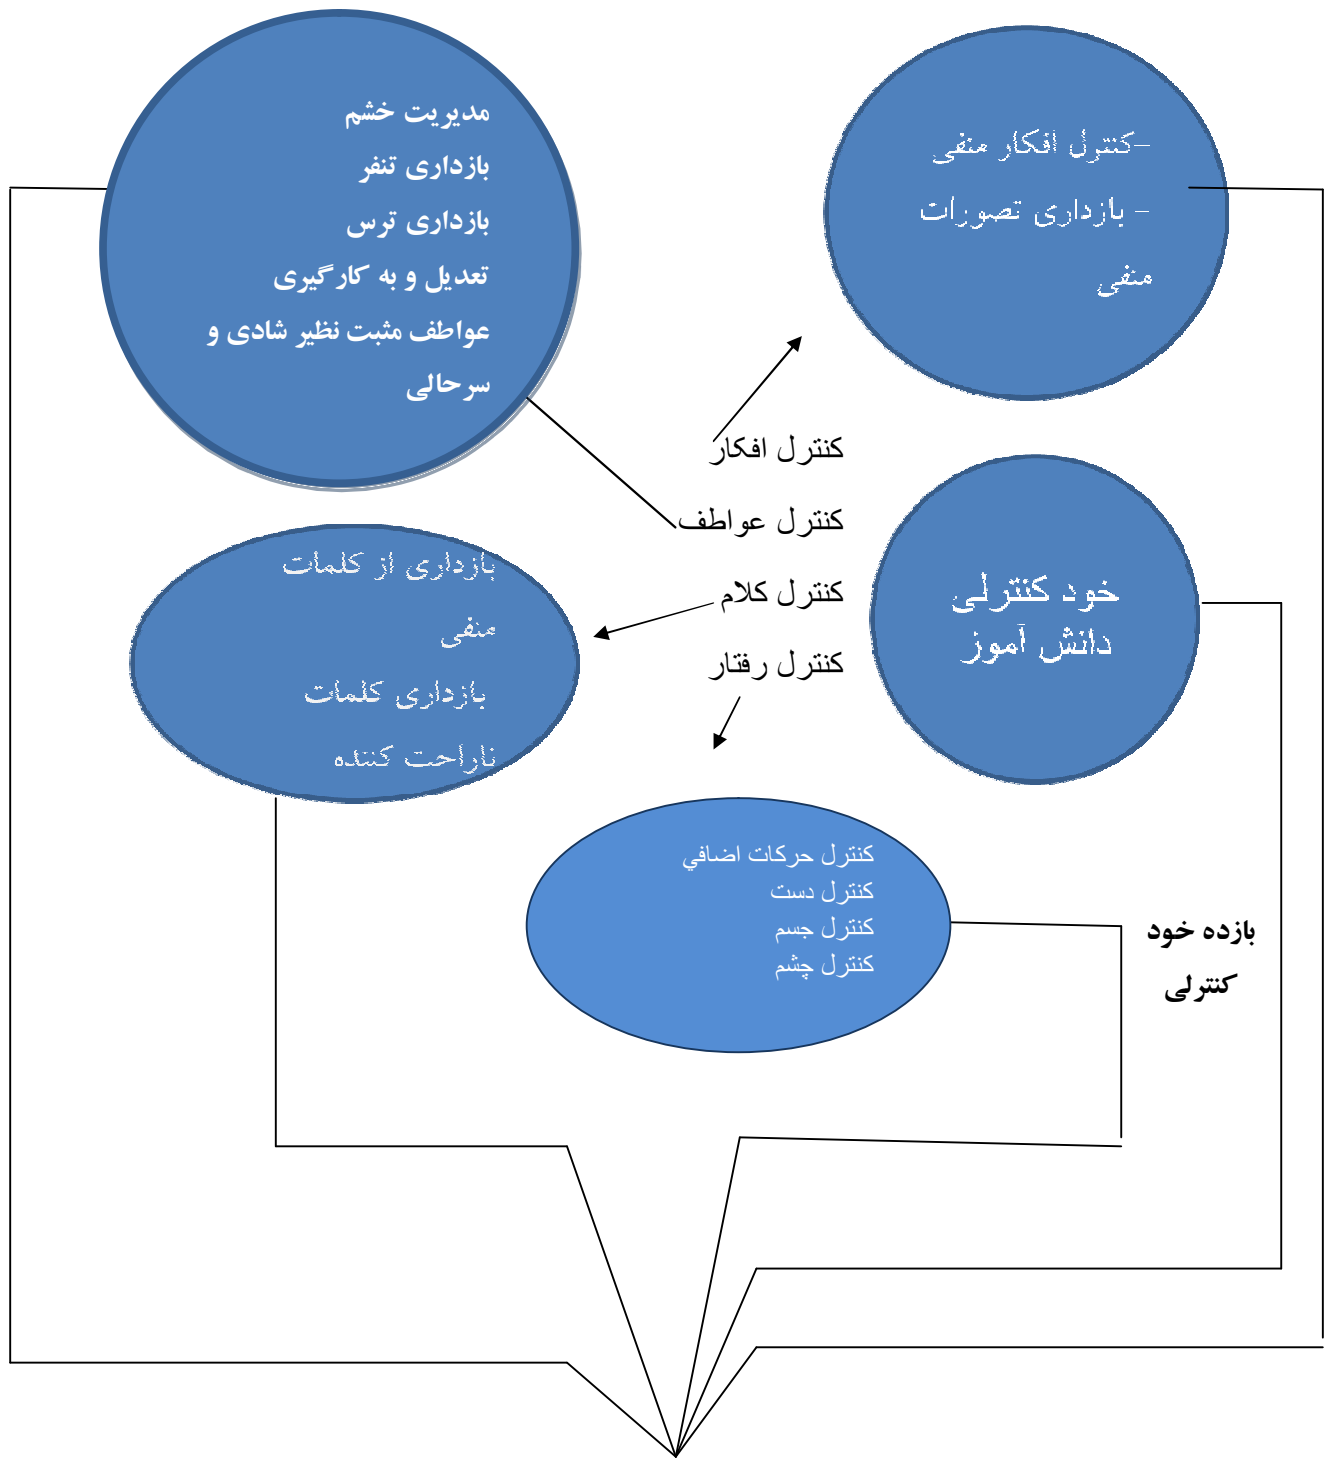 مدیریت خشم
بازداری تنفر
بازداری ترس
تعدیل و به کارگیری
عواطف مثبت نظیر شادی و
سرحالی
-کنترل افکار منفی
- بازداری تصورات
منفی
کنترل افکار
کنترل عواطف
کنترل کلام
کنترل رفتار
خود کنترلی
دانش آموز
بازداری از کلمات
منفی
بازداری کلمات
ناراحت کننده
کنترل حرکات اضافي
کنترل دست
کنترل جسم
کنترل چشم
بازده خود
کنترلی